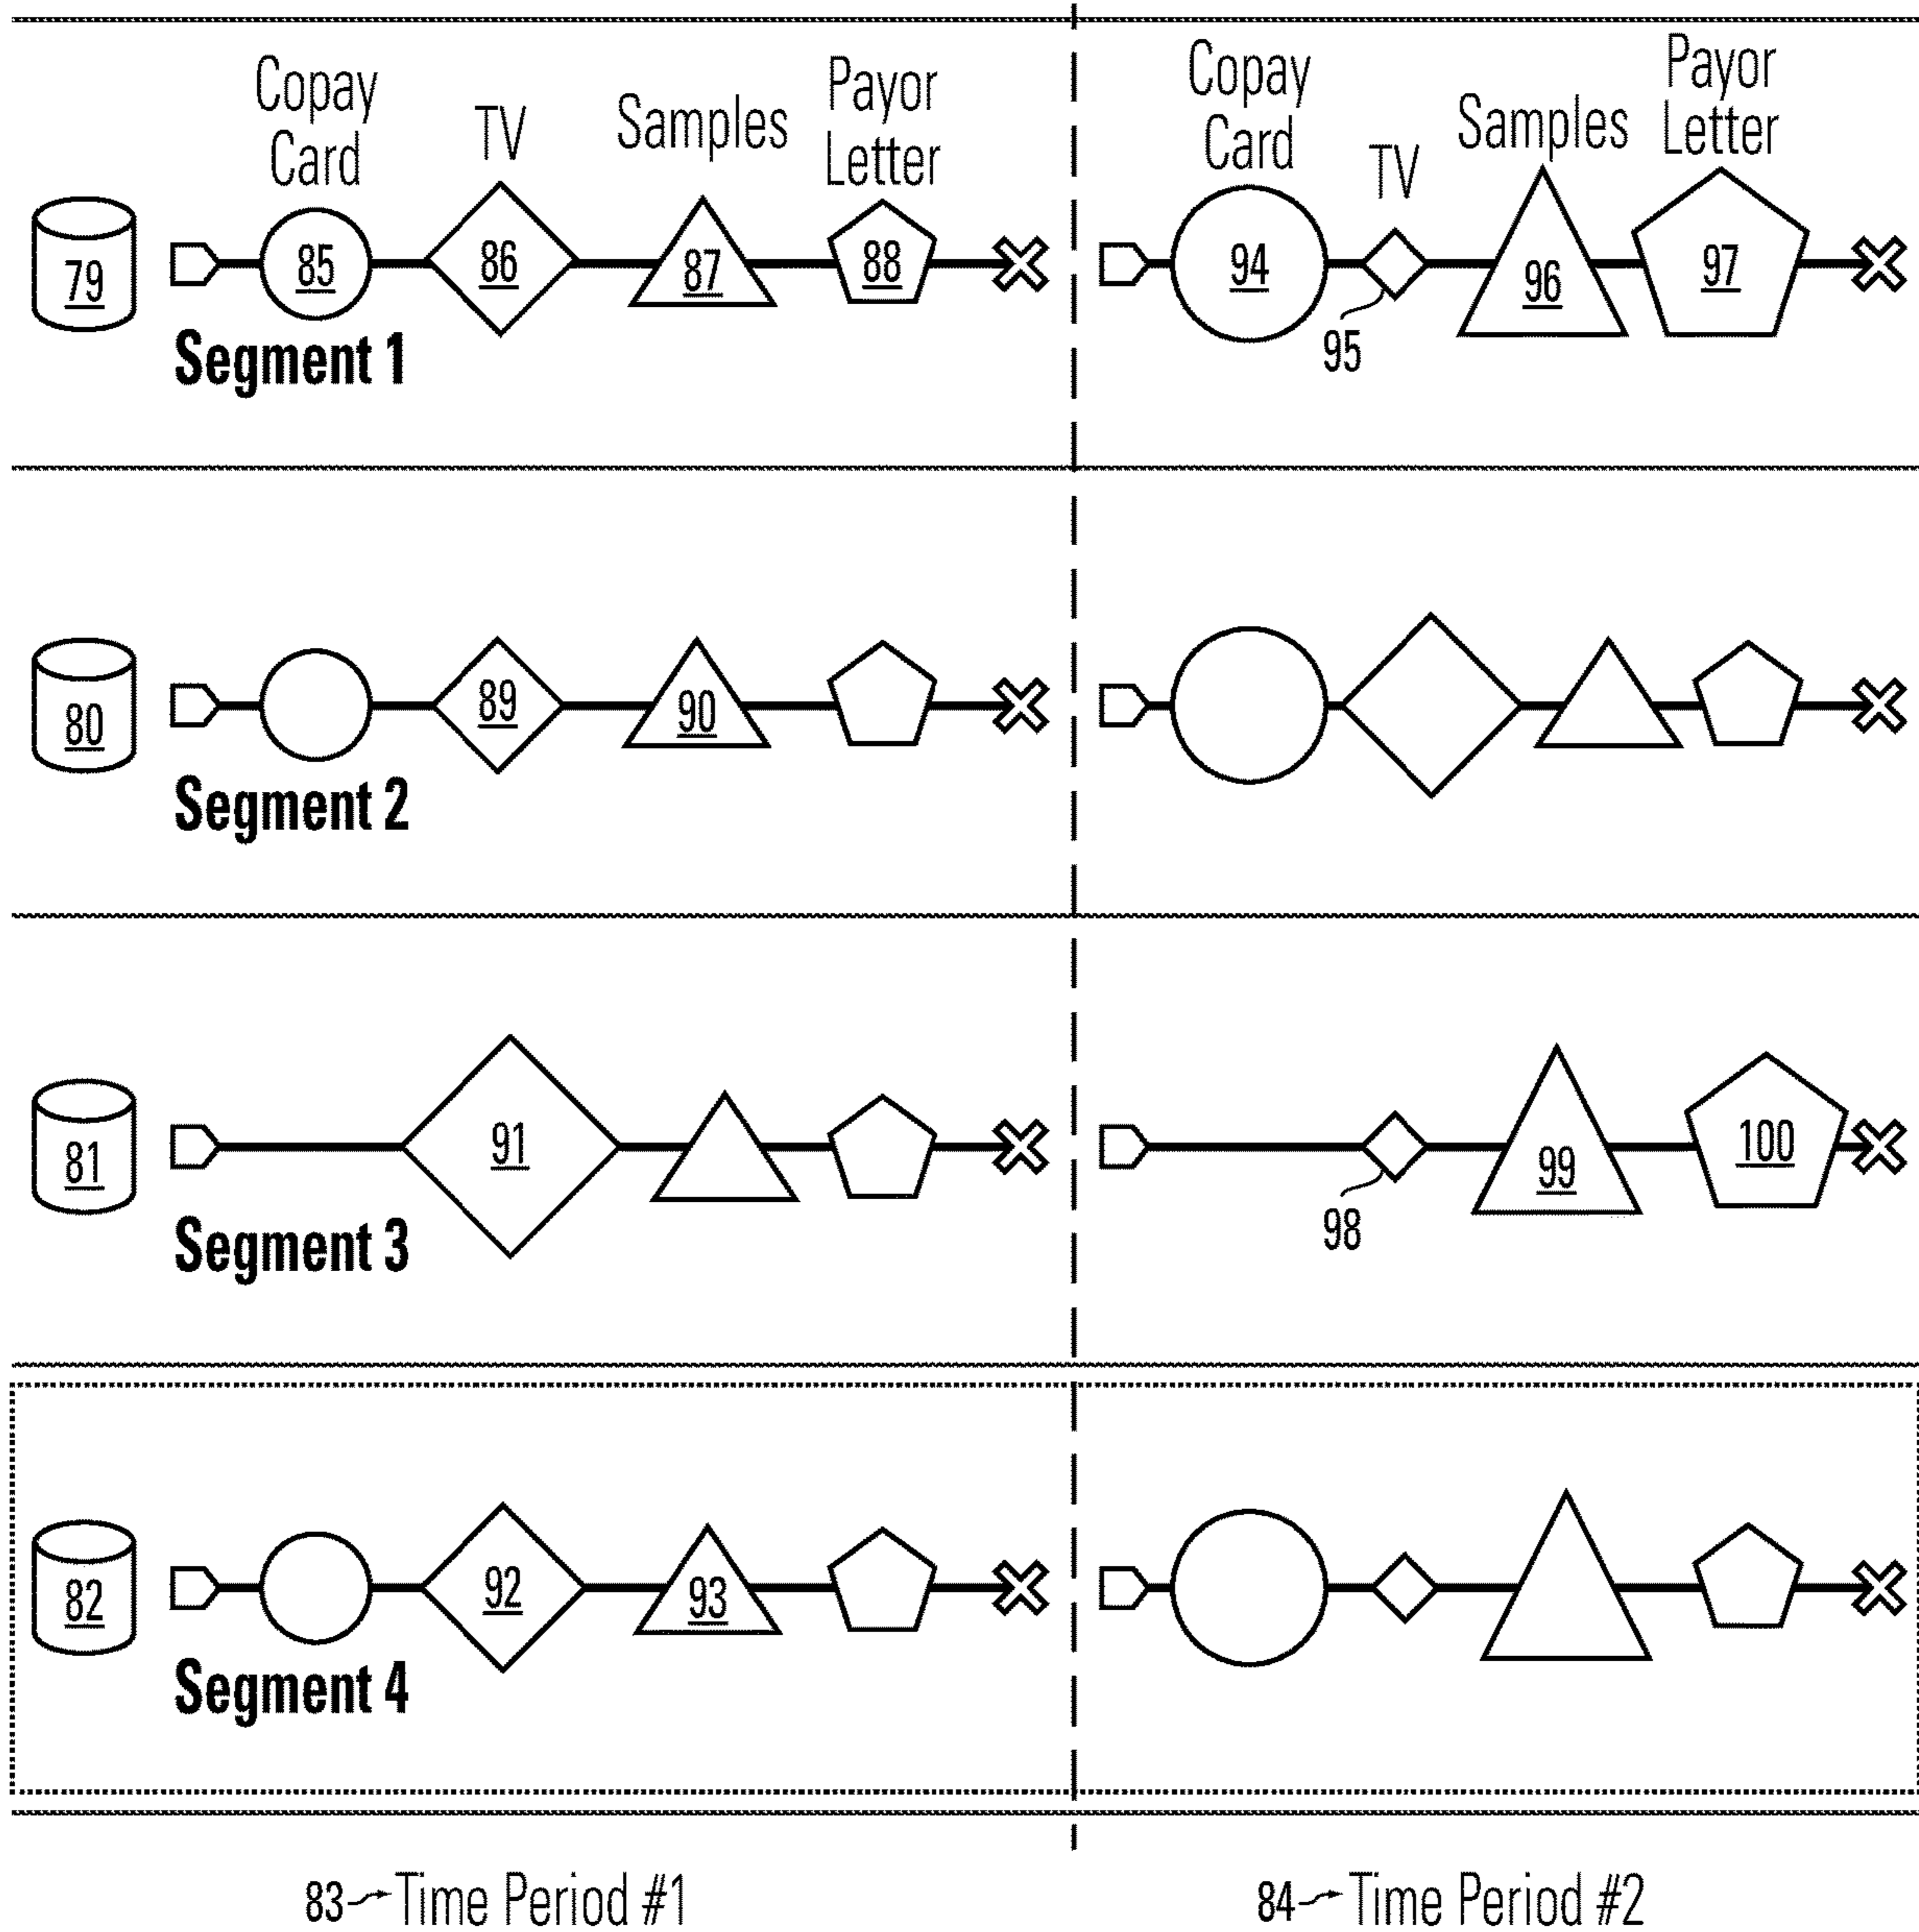 Copay
Card
TV
Samples
Payor
Letter
Copay
Card
TV
Samples
Payor
Letter
79
85
86
87
88
94
95
96
97
Segment 1
80
89
90
Segment 2
81
91
98
99
100
Segment 3
82
92
93
Segment 4
83 Time Period #1
84 Time Period #2